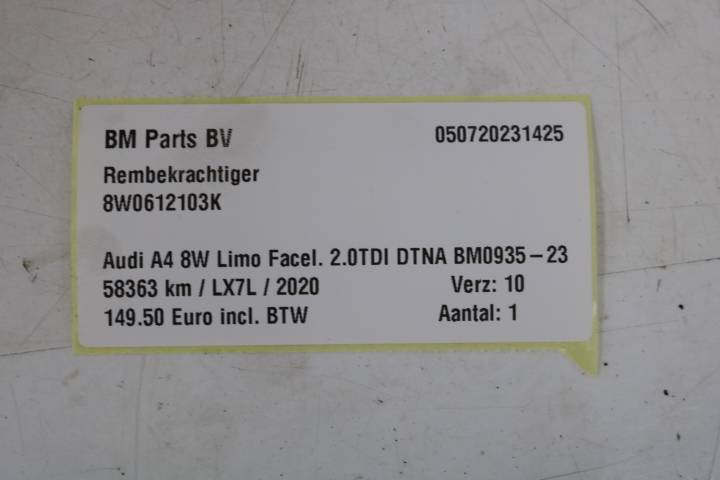 BM Parts BV 050720231425
Rembekrachtiger
8W0612103K
Audi A4 8W Limo Facel. 2.0TDI DTNA BM0935-23
58363 km / LX7L / 2020 Verz: 10
149.50 Euro incl. BTW Aantal: 1